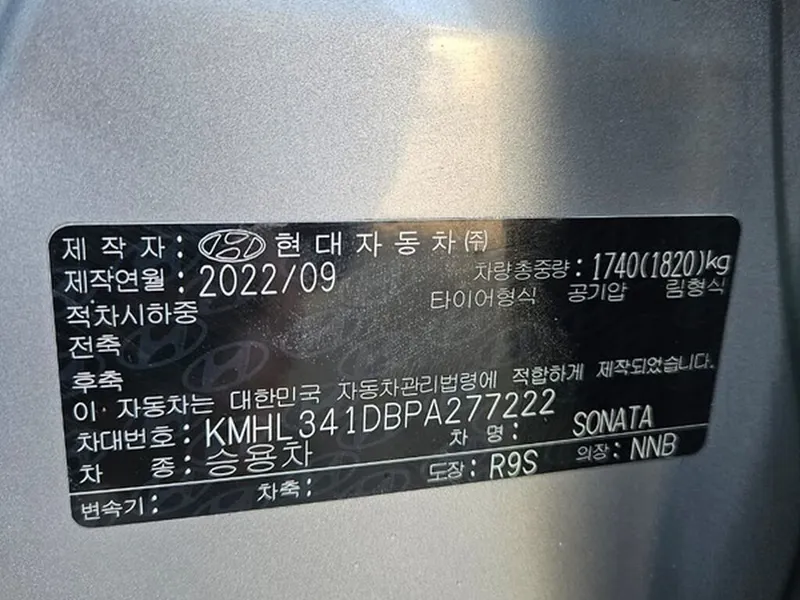 제 작 자 : 현대자동차(주)
제작연월 : 2022/09 차량총중량 : 1740(1820)kg
적차시하중 타이어형식 공기압 림형식
전축
후축
이 자동차는 대한민국 자동차관리법령에 적합하게 제작되었습니다.
차대번호 : KMHL341DBPA277222
차 종 : 승용차 차 명 : SONATA
변속기 : 차축 : 도장 : R9S 의장 : NNB